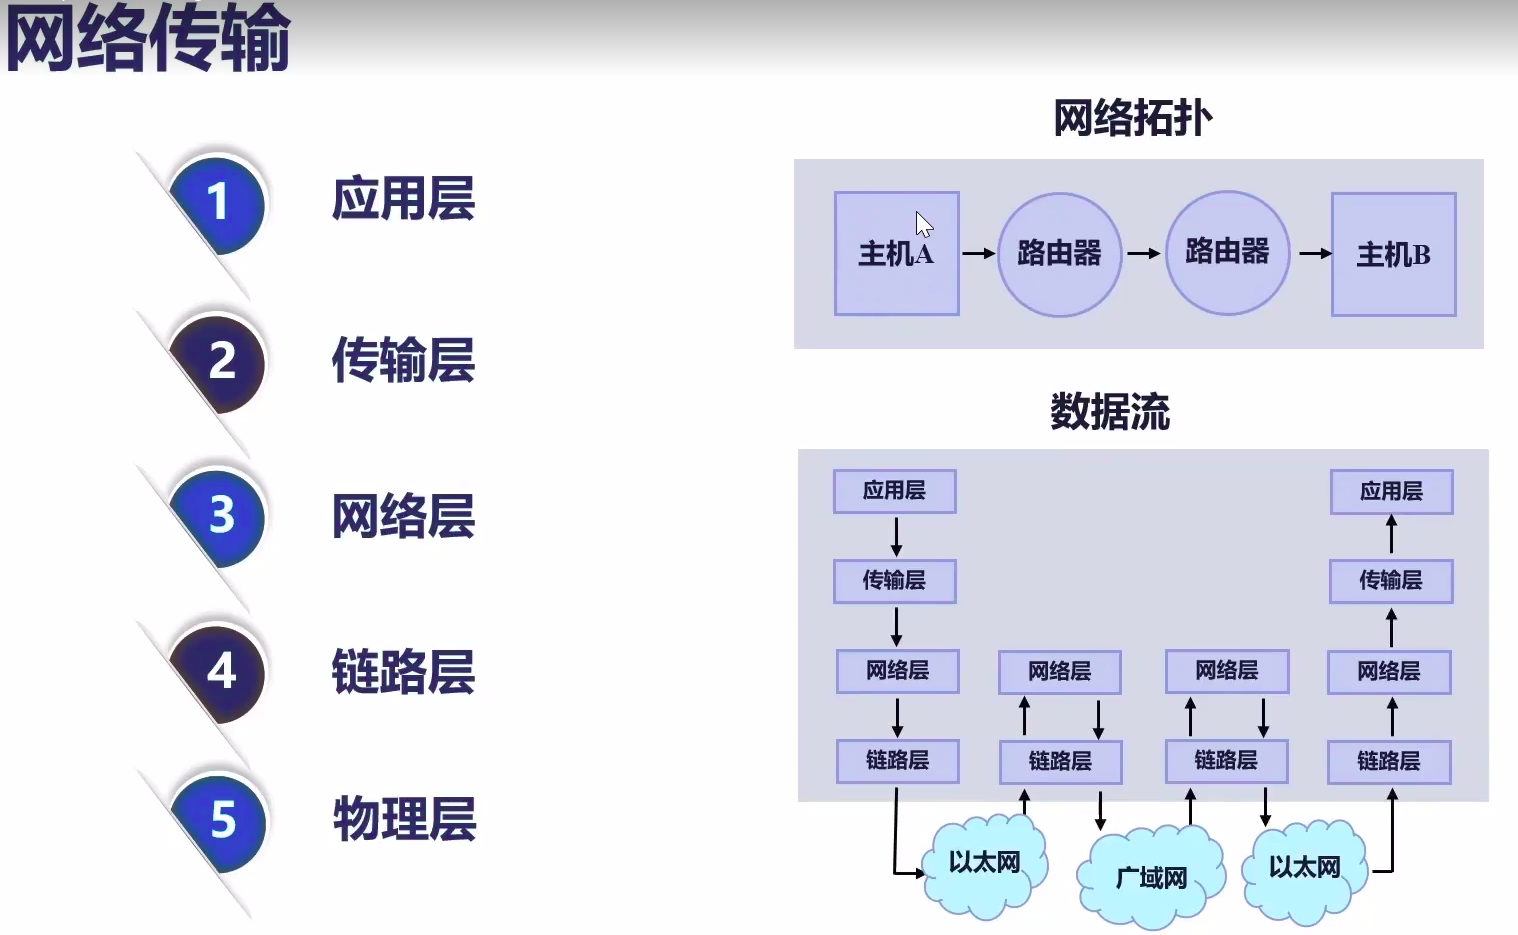 网络传输
1 应用层
2 传输层
3 网络层
4 链路层
5 物理层
网络拓扑
主机A 路由器 路由器 主机B
数据流
应用层 应用层
传输层 传输层
网络层 网络层 网络层 网络层
链路层 链路层 链路层 链路层
以太网 广域网 以太网